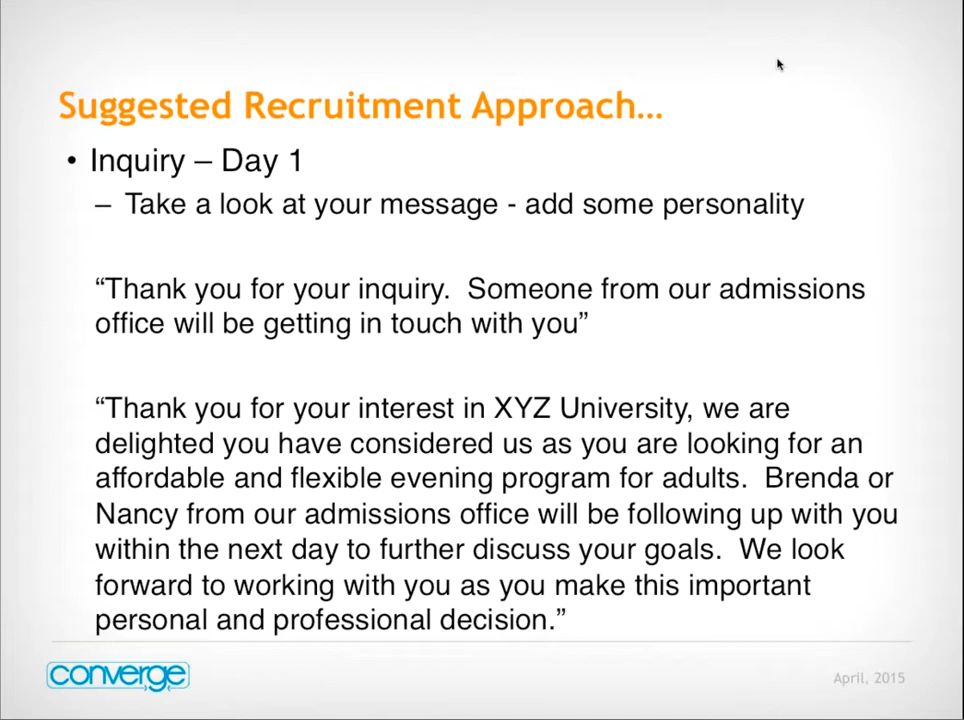 Suggested Recruitment Approach...
• Inquiry – Day 1
– Take a look at your message - add some personality
“Thank you for your inquiry.  Someone from our admissions
office will be getting in touch with you”
“Thank you for your interest in XYZ University, we are
delighted you have considered us as you are looking for an
affordable and flexible evening program for adults.  Brenda or
Nancy from our admissions office will be following up with you
within the next day to further discuss your goals.  We look
forward to working with you as you make this important
personal and professional decision.”
converge
April, 2015